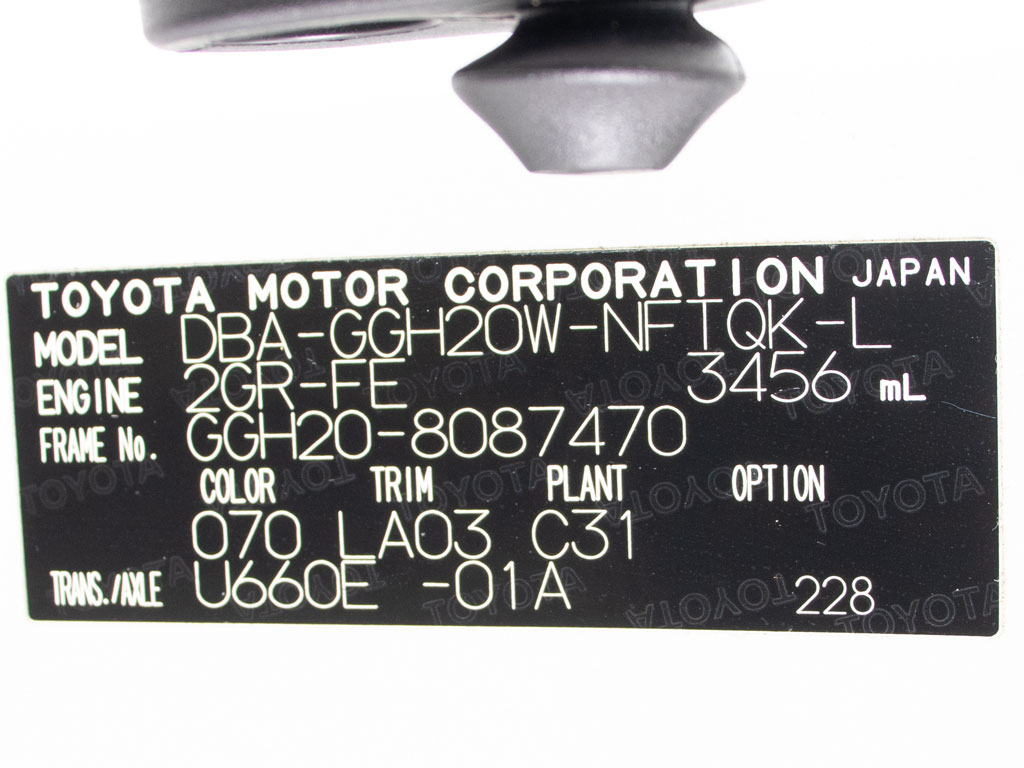 TOYOTA MOTOR CORPORATION JAPAN
MODEL DBA-GGH20W-NFTQK-L
ENGINE 2GR-FE 3456 mL
FRAME No. GGH20-8087470
COLOR TRIM PLANT OPTION
070 LA03 C31
TRANS./AXLE U660E -01A 228